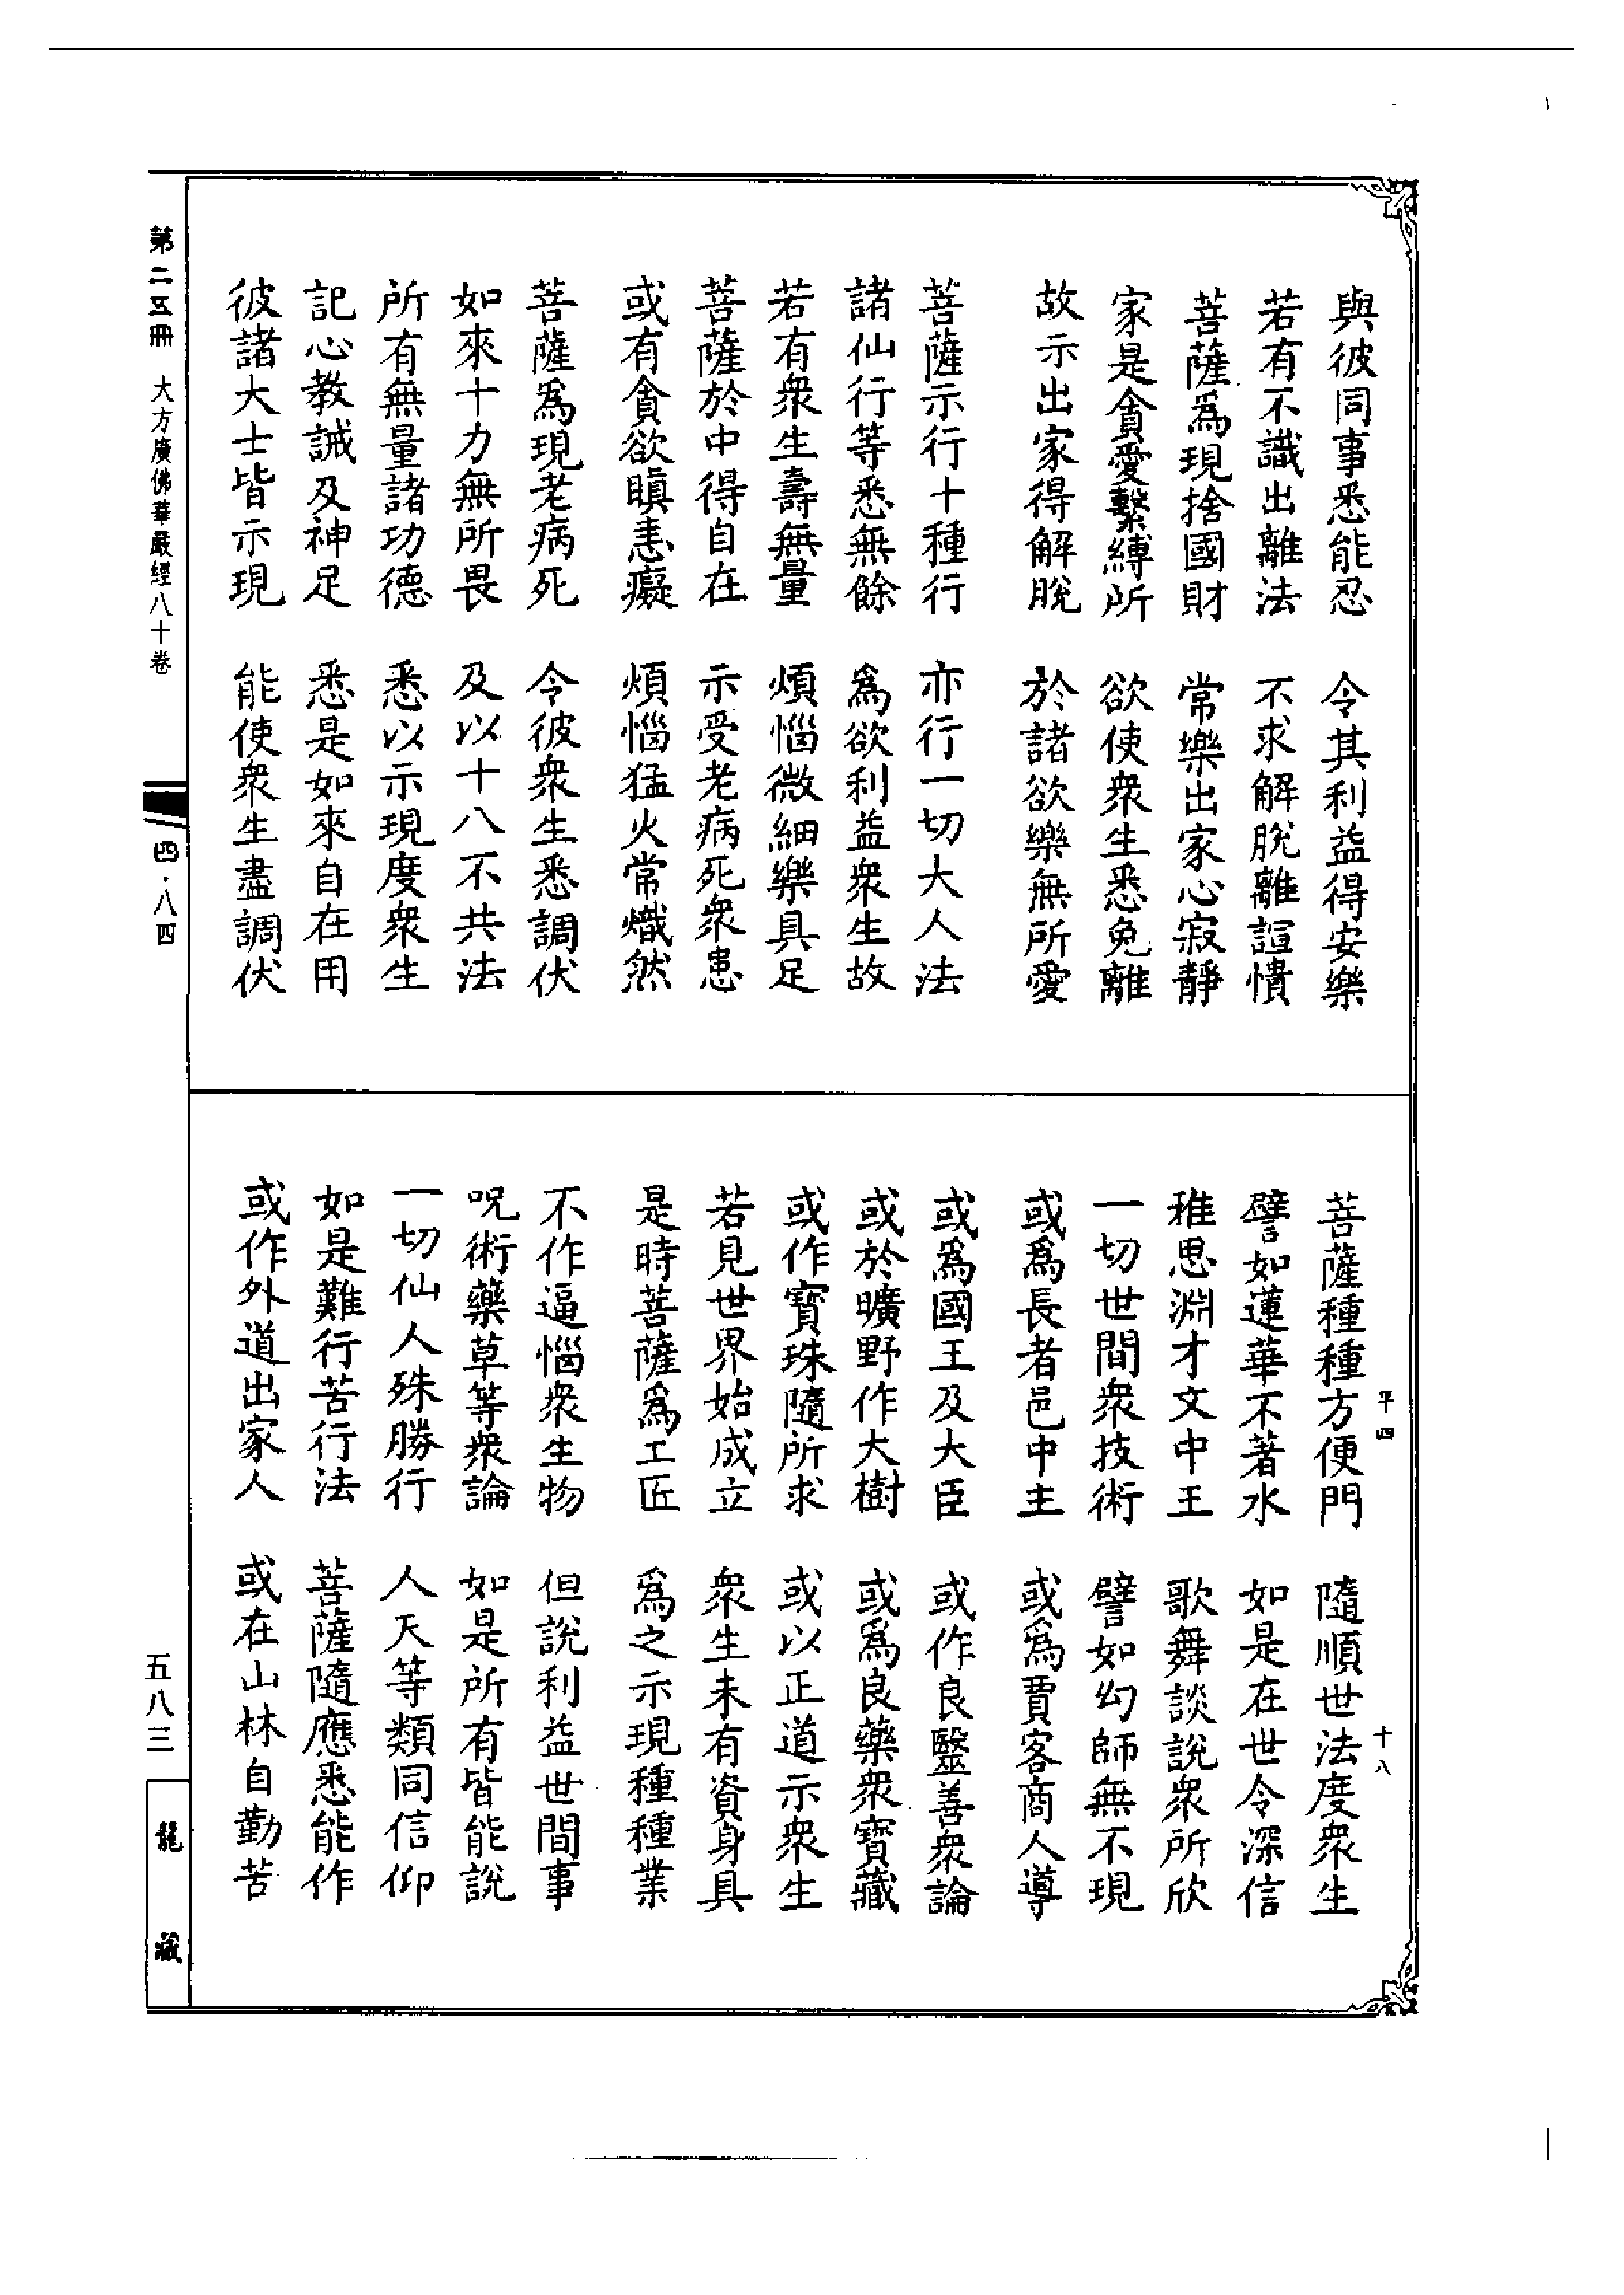 與彼同事悉能忍　令其利益得安樂
若有不識出離法　不求解脫離諠憒
菩薩爲現捨國財　常樂出家心寂靜
家是貪愛繫縛所　欲使衆生悉免離
故示出家得解脫　於諸欲樂無所愛
菩薩示行十種行　亦行一切大人法
諸仙行等悉無餘　爲欲利益衆生故
若有衆生壽無量　煩惱微細樂具足
菩薩於中得自在　示受老病死衆患
或有貪欲瞋恚癡　煩惱猛火常熾然
菩薩爲現老病死　令彼衆生悉調伏
如來十力無所畏　及以十八不共法
所有無量諸功德　悉以示現度衆生
記心教誡及神足　悉是如來自在用
彼諸大士皆示現　能使衆生盡調伏
菩薩種種方便門　隨順世法度衆生
譬如蓮華不著水　如是在世令深信
雅思淵才文中王　歌舞談說衆所欣
一切世間衆技術　譬如幻師無不現
或爲長者邑中主　或爲賈客商人導
或爲國王及大臣　或作良醫善衆論
或於曠野作大樹　或爲良藥衆寶藏
或作寶珠隨所求　或以正道示衆生
若見世界始成立　衆生未有資身具
是時菩薩爲工匠　爲之示現種種業
不作逼惱衆生物　但說利益世間事
呪術藥草等衆論　如是所有皆能說
一切仙人殊勝行　人天等類同信仰
如是難行苦行法　菩薩隨應悉能作
或作外道出家人　或在山林自勤苦
平四　十八
第二五冊　大方廣佛華嚴經八十卷　四·八四
五八三　龍藏